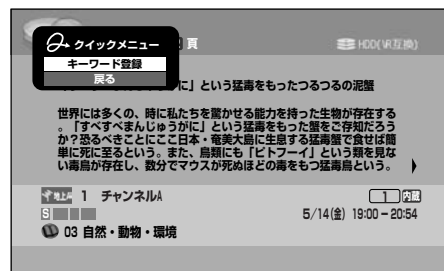 クイックメニュー
頁
HDD(VR互換)
キーワード登録
戻る
に」という猛毒をもったつるつるの泥蟹
世界には多くの、時に私たちを驚かせる能力を持った生物が存在する
。「すべすべまんじゅうがに」という猛毒をもった蟹をご存知だろう
か？恐るべきことにここ日本・奄美大島に生息する猛毒蟹で食せば簡
単に死に至るという。また、鳥類にも「ピトフーイ」という類を見な
い毒鳥が存在し、数分でマウスが死ぬほどの毒をもつ猛毒鳥という。
地上A 1 チャンネルA
1 内蔵
S
5/14(金) 19:00－20:54
03 自然・動物・環境